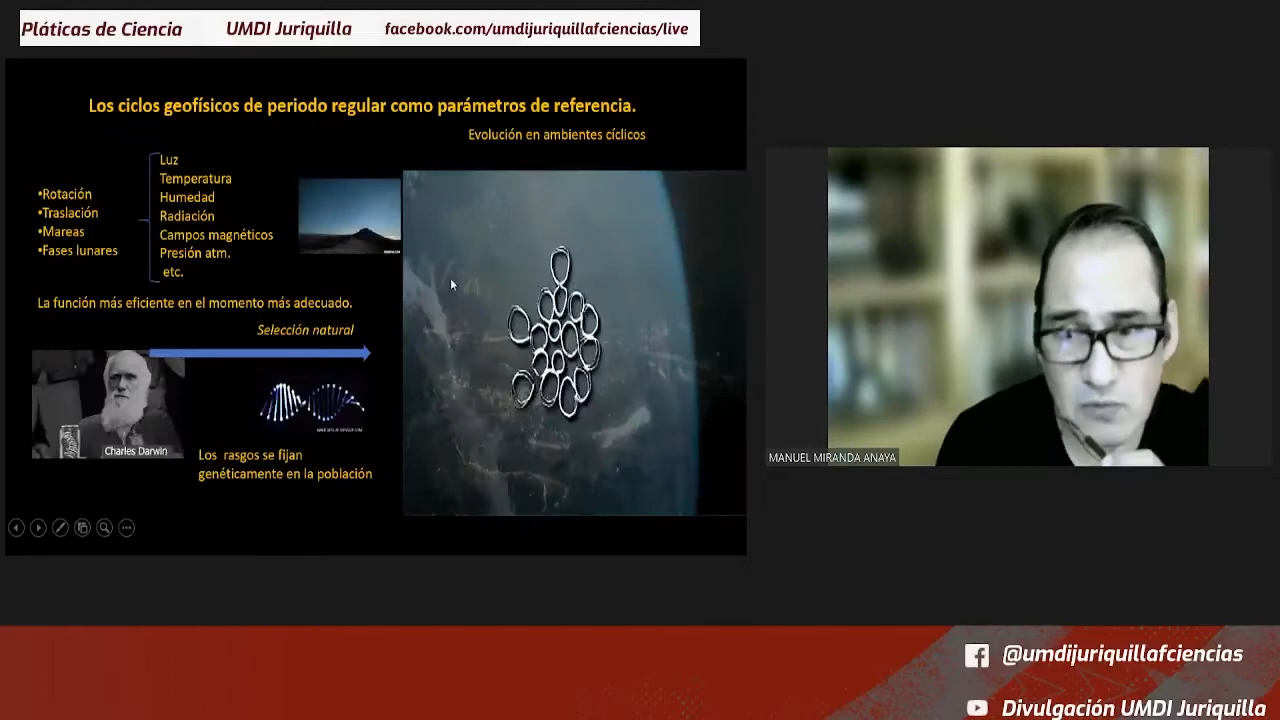 Pláticas de Ciencia UMDI Juriquilla facebook.com/umdijuriquillafciencias/live
Los ciclos geofísicos de periodo regular como parámetros de referencia.
Evolución en ambientes cíclicos
•Rotación
•Traslación
•Mareas
•Fases lunares
Luz
Temperatura
Humedad
Radiación
Campos magnéticos
Presión atm.
etc.
La función más eficiente en el momento más adecuado.
Selección natural
Charles Darwin
Los rasgos se fijan
genéticamente en la población
MANUEL MIRANDA ANAYA
@umdijuriquillafciencias
Divulgación UMDI Juriquilla